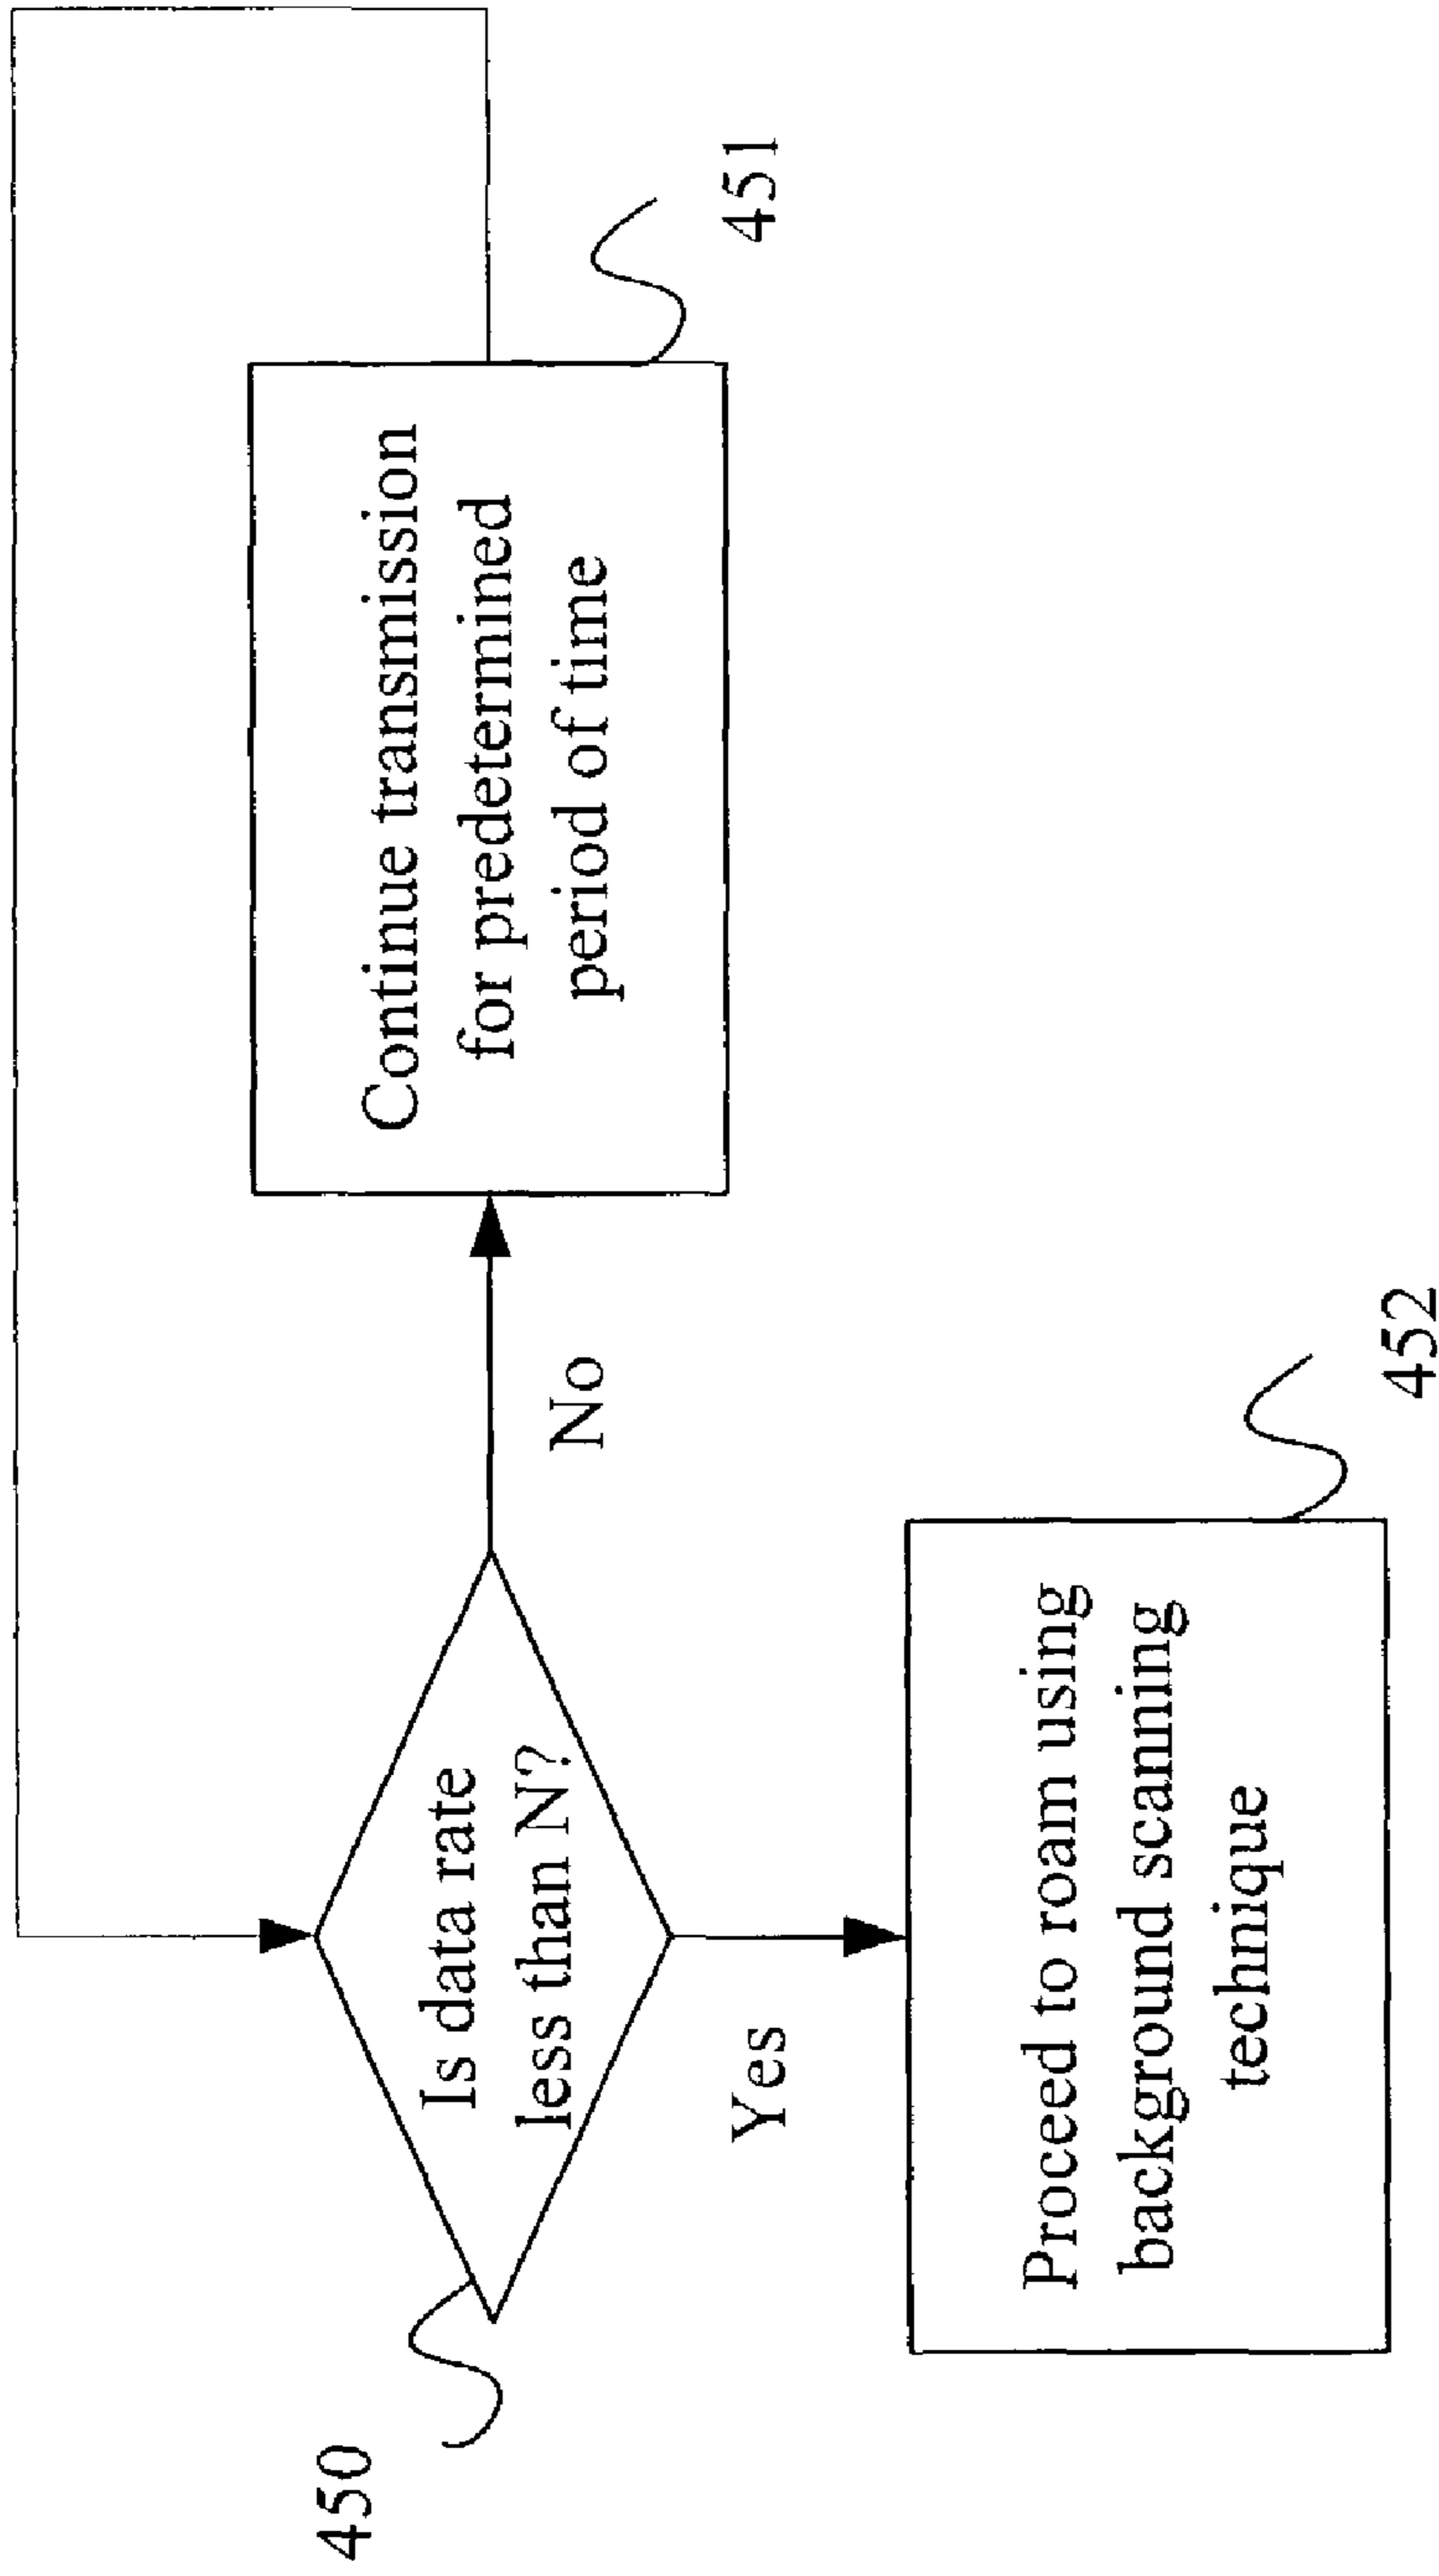 450
Is data rate
less than N?
No
Continue transmission
for predetermined
period of time
451
Yes
Proceed to roam using
background scanning
technique
452